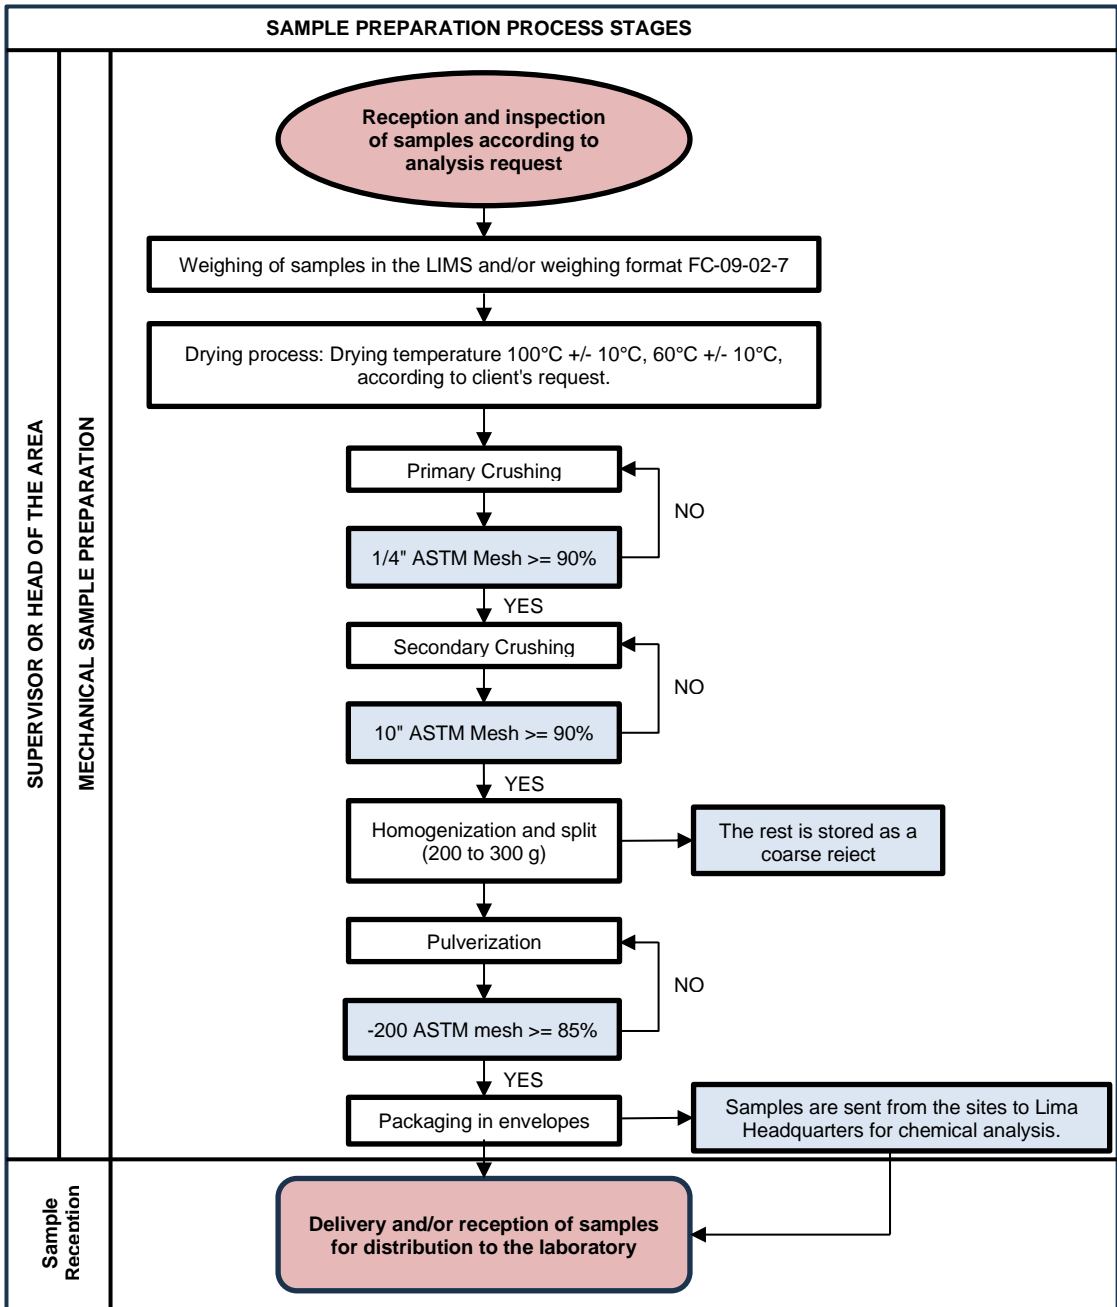 SAMPLE PREPARATION PROCESS STAGES
SUPERVISOR OR HEAD OF THE AREA
MECHANICAL SAMPLE PREPARATION
Reception and inspection
of samples according to
analysis request
Weighing of samples in the LIMS and/or weighing format FC-09-02-7
Drying process: Drying temperature 100°C +/- 10°C, 60°C +/- 10°C,
according to client's request.
Primary Crushing
NO
1/4" ASTM Mesh >= 90%
YES
Secondary Crushing
NO
10" ASTM Mesh >= 90%
YES
Homogenization and split
(200 to 300 g)
The rest is stored as a
coarse reject
Pulverization
NO
-200 ASTM mesh >= 85%
YES
Packaging in envelopes
Samples are sent from the sites to Lima
Headquarters for chemical analysis.
Sample
Reception
Delivery and/or reception of samples
for distribution to the laboratory